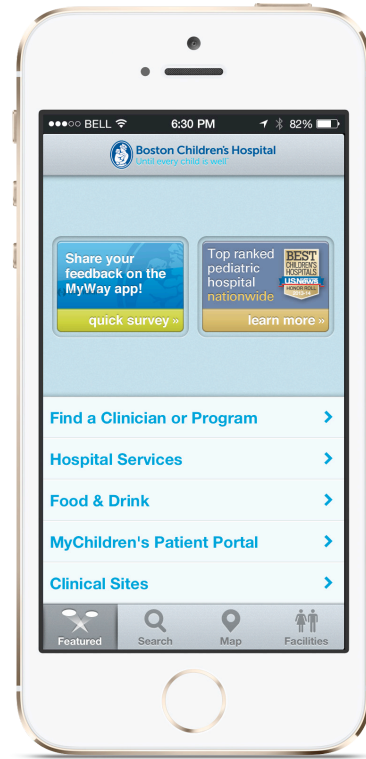 BELL
6:30 PM
82%
Boston Children's Hospital
Until every child is well
Share your
feedback on the
MyWay app!
quick survey »
Top ranked
pediatric
hospital
nationwide
BEST
CHILDREN'S
HOSPITALS
U.S.News
HONOR ROLL
learn more »
Find a Clinician or Program
Hospital Services
Food & Drink
MyChildren's Patient Portal
Clinical Sites
Featured
Search
Map
Facilities